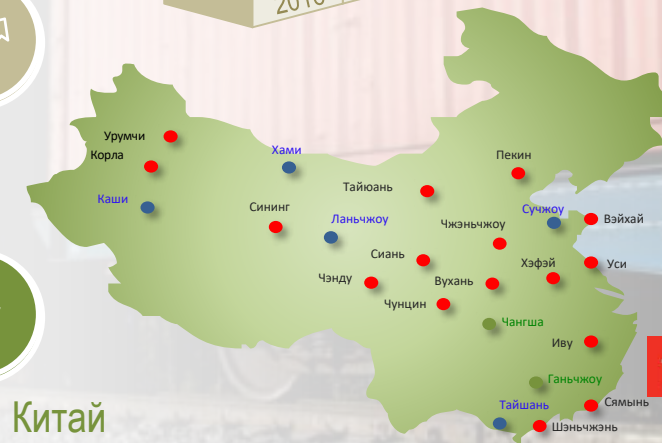 2016
Урумчи
Корла
Хами
Пекин
Тайюань
Каши
Сининг
Ланьчжоу
Сучжоу
Вэйхай
Чжэньчжоу
Сиань
Хэфэй
Уси
Чэнду
Вухань
Чунцин
Чангша
Иву
Ганьчжоу
Тайшань
Сямынь
Шэньчжэнь
Китай